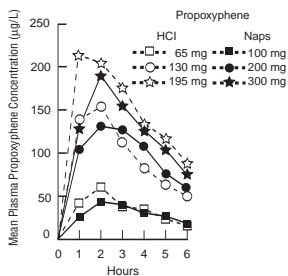 Propoxyphene
HCl Naps
65 mg 100 mg
130 mg 200 mg
195 mg 300 mg
Mean Plasma Propoxyphene Concentration (μg/L)
250
200
150
100
50
0
0 1 2 3 4 5 6
Hours